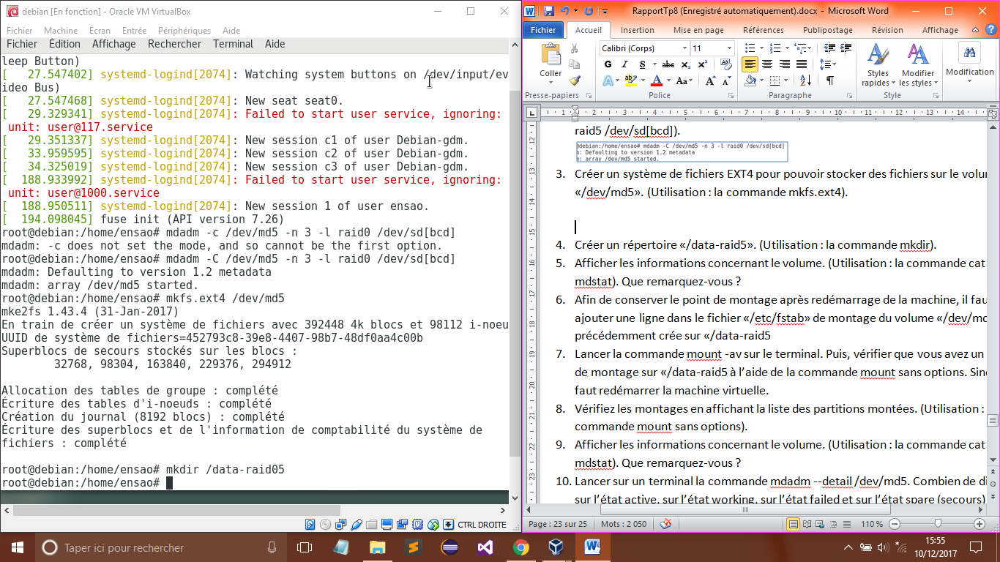 debian [En fonction] - Oracle VM VirtualBox
Fichier Machine Écran Entrée Périphériques Aide
Fichier Édition Affichage Rechercher Terminal Aide
leep Button)
[   27.547402] systemd-logind[2074]: Watching system buttons on /dev/input/ev
ideo Bus)
[   27.547468] systemd-logind[2074]: New seat seat0.
[   29.329341] systemd-logind[2074]: Failed to start user service, ignoring:
 unit: user@117.service
[   29.351337] systemd-logind[2074]: New session c1 of user Debian-gdm.
[   33.959595] systemd-logind[2074]: New session c2 of user Debian-gdm.
[   34.325019] systemd-logind[2074]: New session c3 of user Debian-gdm.
[  188.933992] systemd-logind[2074]: Failed to start user service, ignoring:
 unit: user@1000.service
[  188.950511] systemd-logind[2074]: New session 1 of user ensao.
[  194.098045] fuse init (API version 7.26)
root@debian:/home/ensao# mdadm -c /dev/md5 -n 3 -l raid0 /dev/sd[bcd]
mdadm: -c does not set the mode, and so cannot be the first option.
root@debian:/home/ensao# mdadm -C /dev/md5 -n 3 -l raid0 /dev/sd[bcd]
mdadm: Defaulting to version 1.2 metadata
mdadm: array /dev/md5 started.
root@debian:/home/ensao# mkfs.ext4 /dev/md5
mke2fs 1.43.4 (31-Jan-2017)
En train de créer un système de fichiers avec 392448 4k blocs et 98112 i-noeu
UUID de système de fichiers=452793c8-39e8-4407-98b7-48df0aa4c00b
Superblocs de secours stockés sur les blocs :
        32768, 98304, 163840, 229376, 294912
Allocation des tables de groupe : complété
Écriture des tables d'i-noeuds : complété
Création du journal (8192 blocs) : complété
Écriture des superblocs et de l'information de comptabilité du système de
fichiers : complété
root@debian:/home/ensao# mkdir /data-raid05
root@debian:/home/ensao#
CTRL DROITE
RapportTp8 (Enregistré automatiquement).docx - Microsoft Word
Fichier Accueil Insertion Mise en page Références Publipostage Révision Affichage
Calibri (Corps) 11
Coller
Styles rapides
Modifier les styles
Modification
Presse-papiers Police Paragraphe Style
1 1 2 3 4 5 6 7 8 9 10 11 12 13 14
raid5 /dev/sd[bcd]).
debian:/home/ensao# mdadm -C /dev/md5 -n 3 -l raid0 /dev/sd[bcd]
m: Defaulting to version 1.2 metadata
m: array /dev/md5 started.
3. Créer un système de fichiers EXT4 pour pouvoir stocker des fichiers sur le volu
«/dev/md5». (Utilisation : la commande mkfs.ext4).
4. Créer un répertoire «/data-raid5». (Utilisation : la commande mkdir).
5. Afficher les informations concernant le volume. (Utilisation : la commande cat
mdstat). Que remarquez-vous ?
6. Afin de conserver le point de montage après redémarrage de la machine, il fau
ajouter une ligne dans le fichier «/etc/fstab» de montage du volume «/dev/mc
précédemment crée sur «/data-raid5
7. Lancer la commande mount -av sur le terminal. Puis, vérifier que vous avez un
de montage sur «/data-raid5 à l’aide de la commande mount sans options. Sin
faut redémarrer la machine virtuelle.
8. Vérifiez les montages en affichant la liste des partitions montées. (Utilisation :
commande mount sans options).
9. Afficher les informations concernant le volume. (Utilisation : la commande cat
mdstat). Que remarquez-vous ?
10. Lancer sur un terminal la commande mdadm --detail /dev/md5. Combien de di
sur l’état active, sur l’état working, sur l’état failed et sur l’état spare (secours)
Page : 23 sur 25 Mots : 2 050 110 %
Taper ici pour rechercher
15:55
10/12/2017